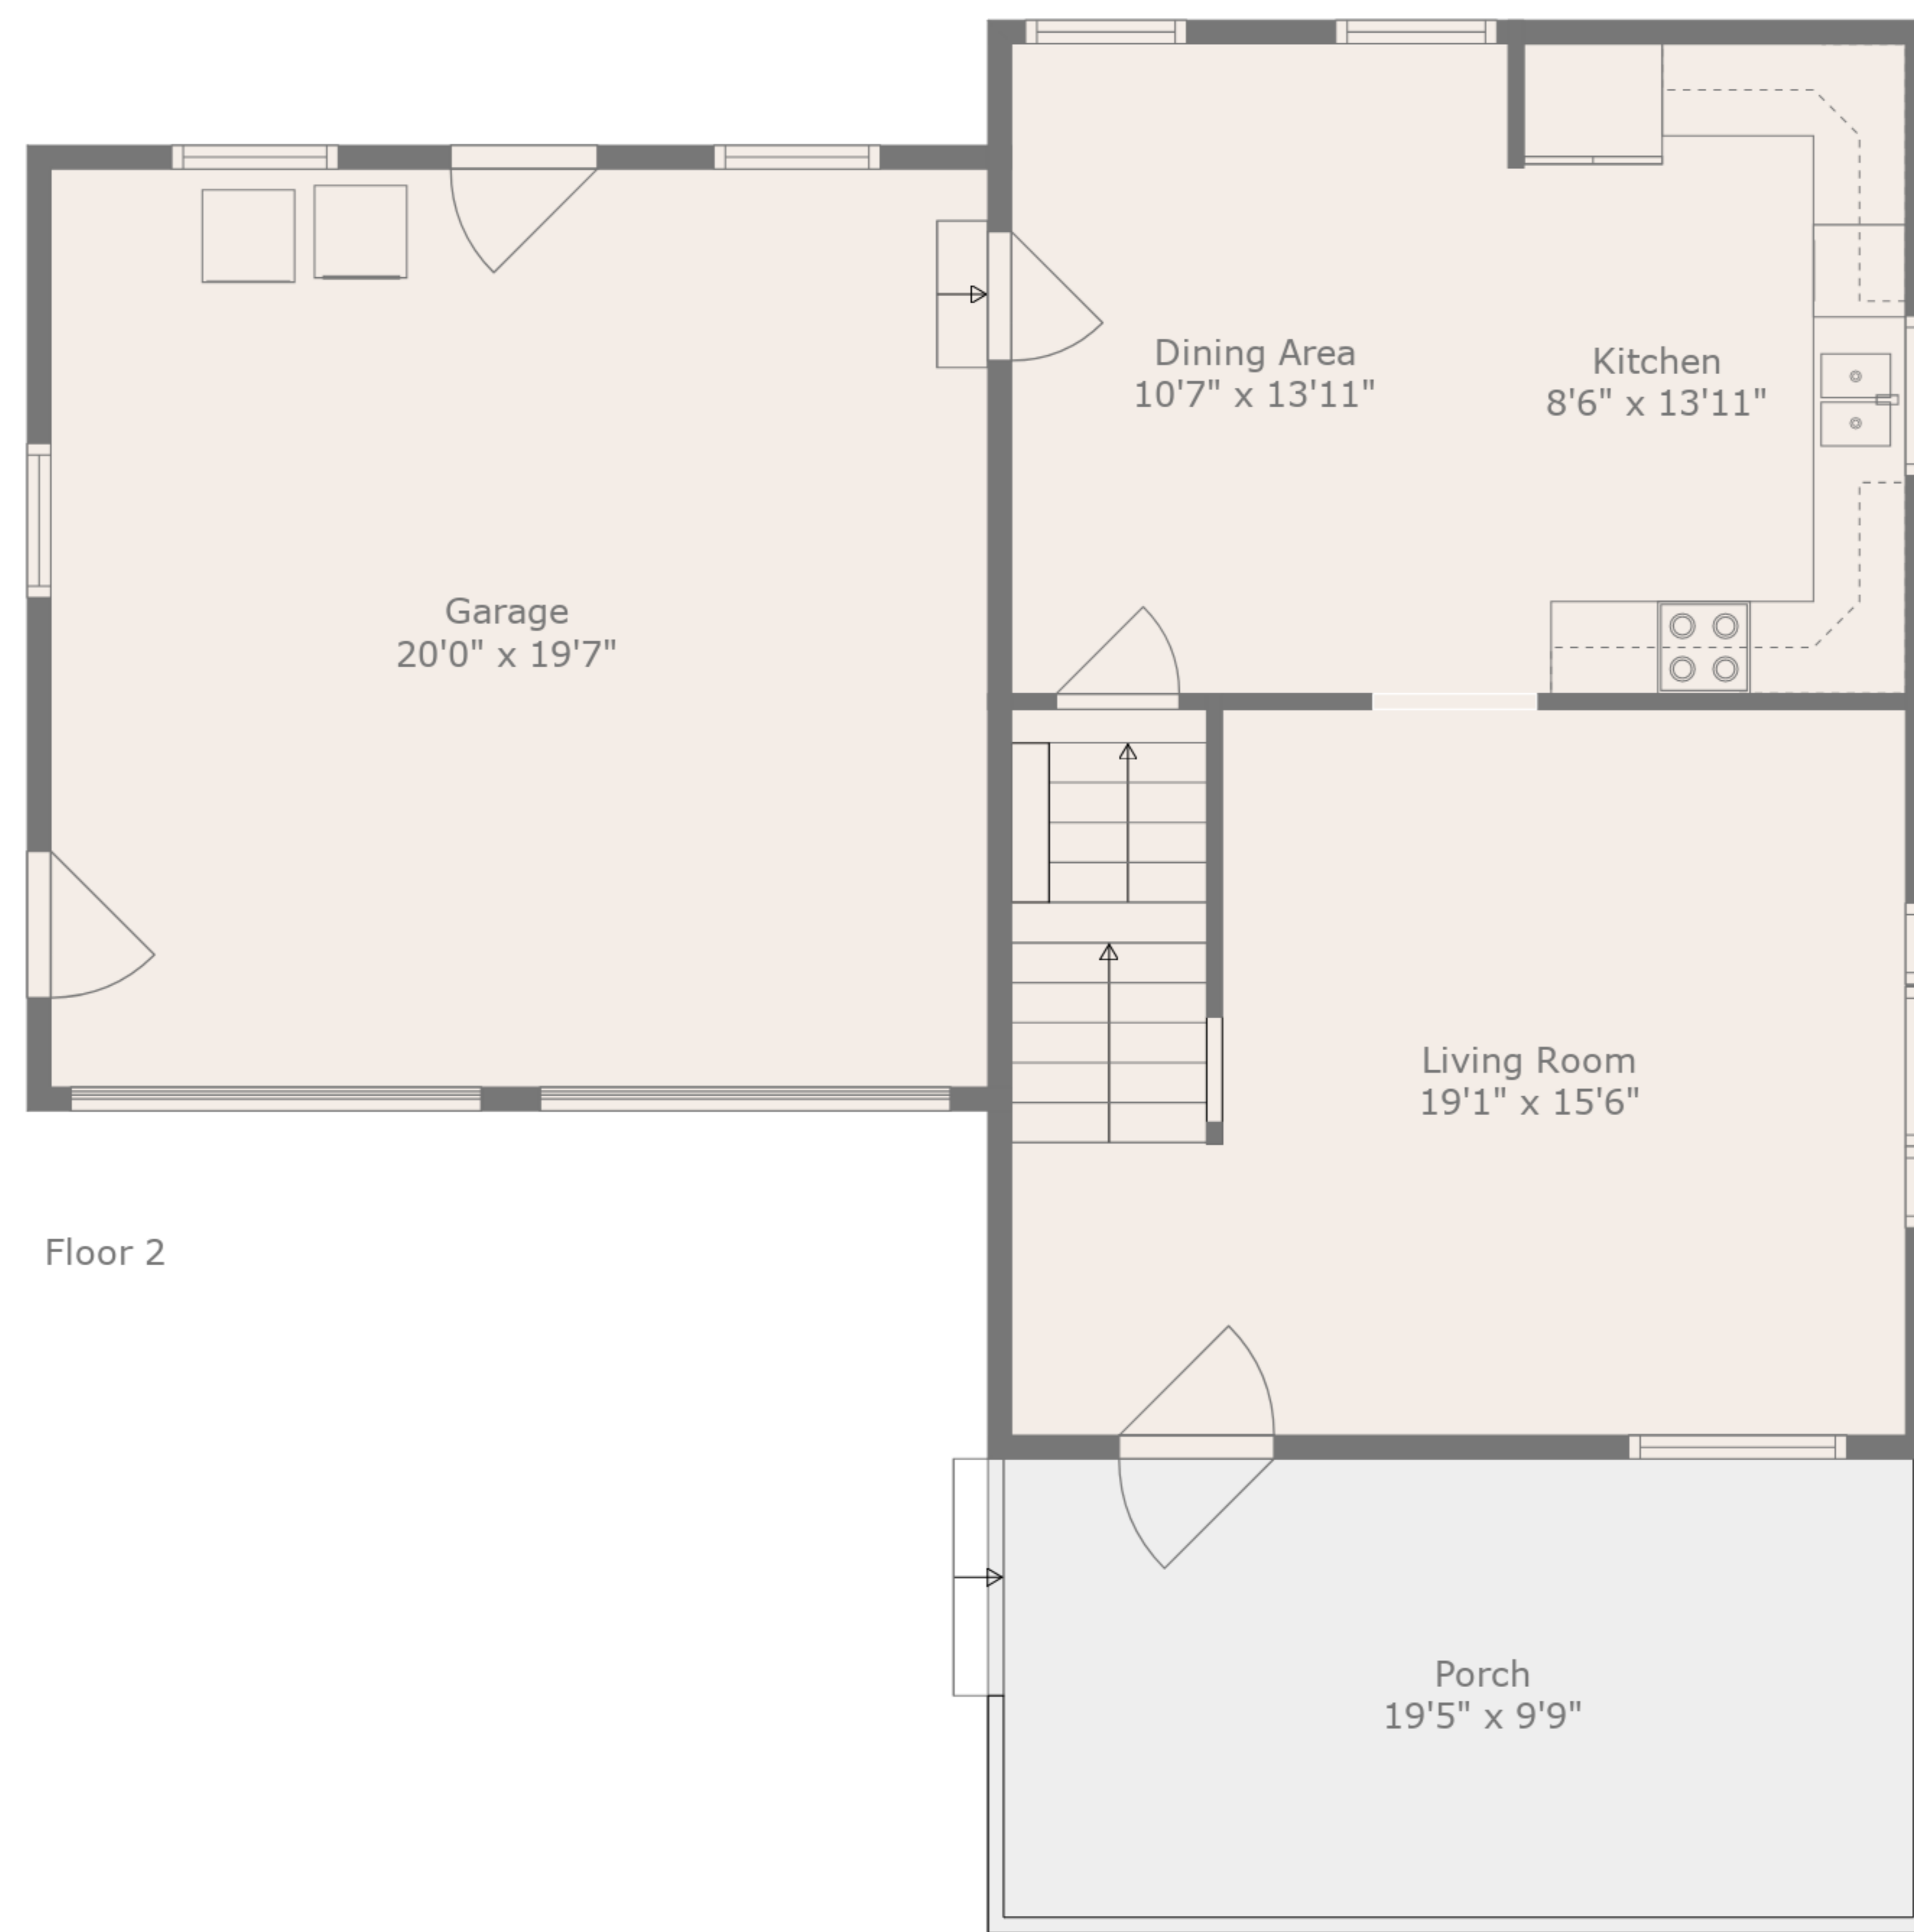 Dining Area
10'7" x 13'11"
Kitchen
8'6" x 13'11"
Garage
20'0" x 19'7"
Living Room
19'1" x 15'6"
Floor 2
Porch
19'5" x 9'9"